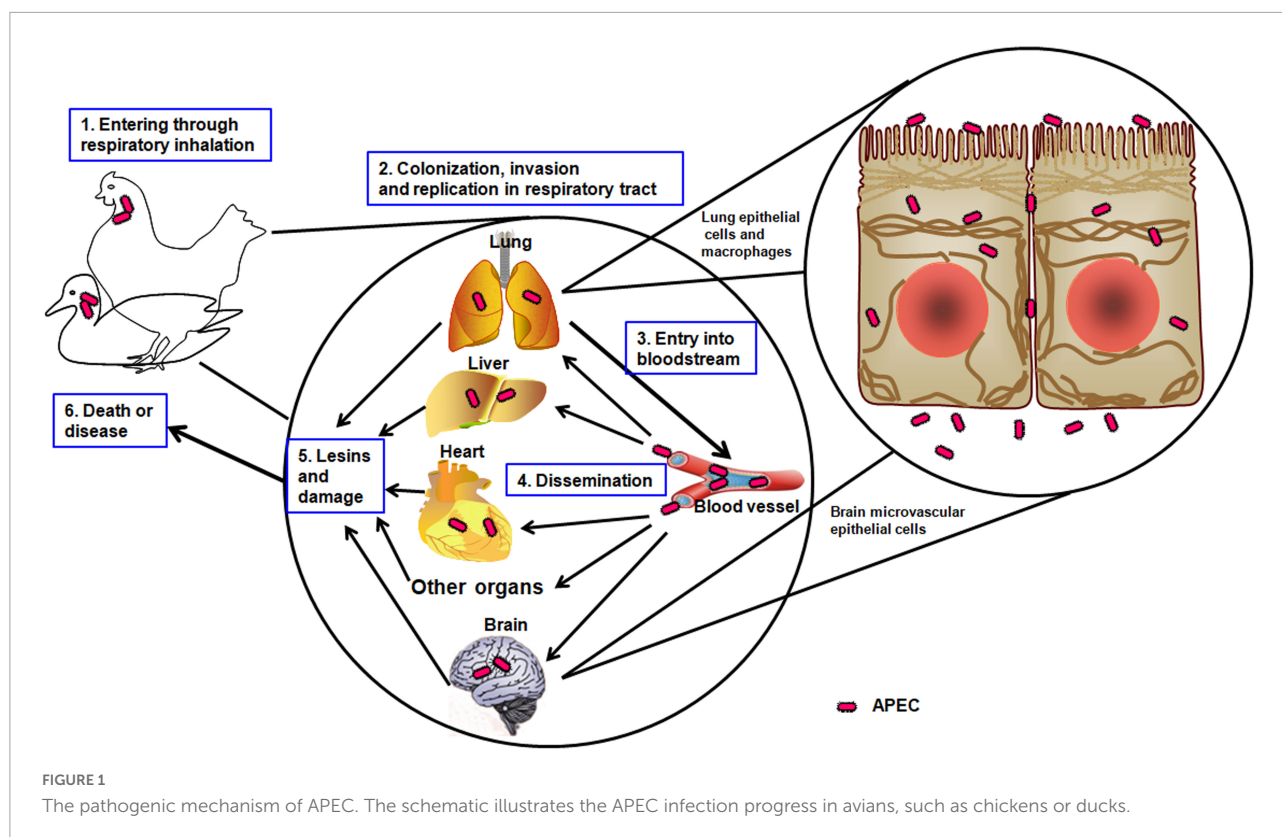 1. Entering through
respiratory inhalation
2. Colonization, invasion
and replication in respiratory tract
Lung
Lung epithelial
cells and
macrophages
3. Entry into
bloodstream
Liver
6. Death or
disease
5. Lesins
and
damage
Heart
4. Dissemination
Blood vessel
Brain microvascular
epithelial cells
Other organs
Brain
APEC
FIGURE 1
The pathogenic mechanism of APEC. The schematic illustrates the APEC infection progress in avians, such as chickens or ducks.